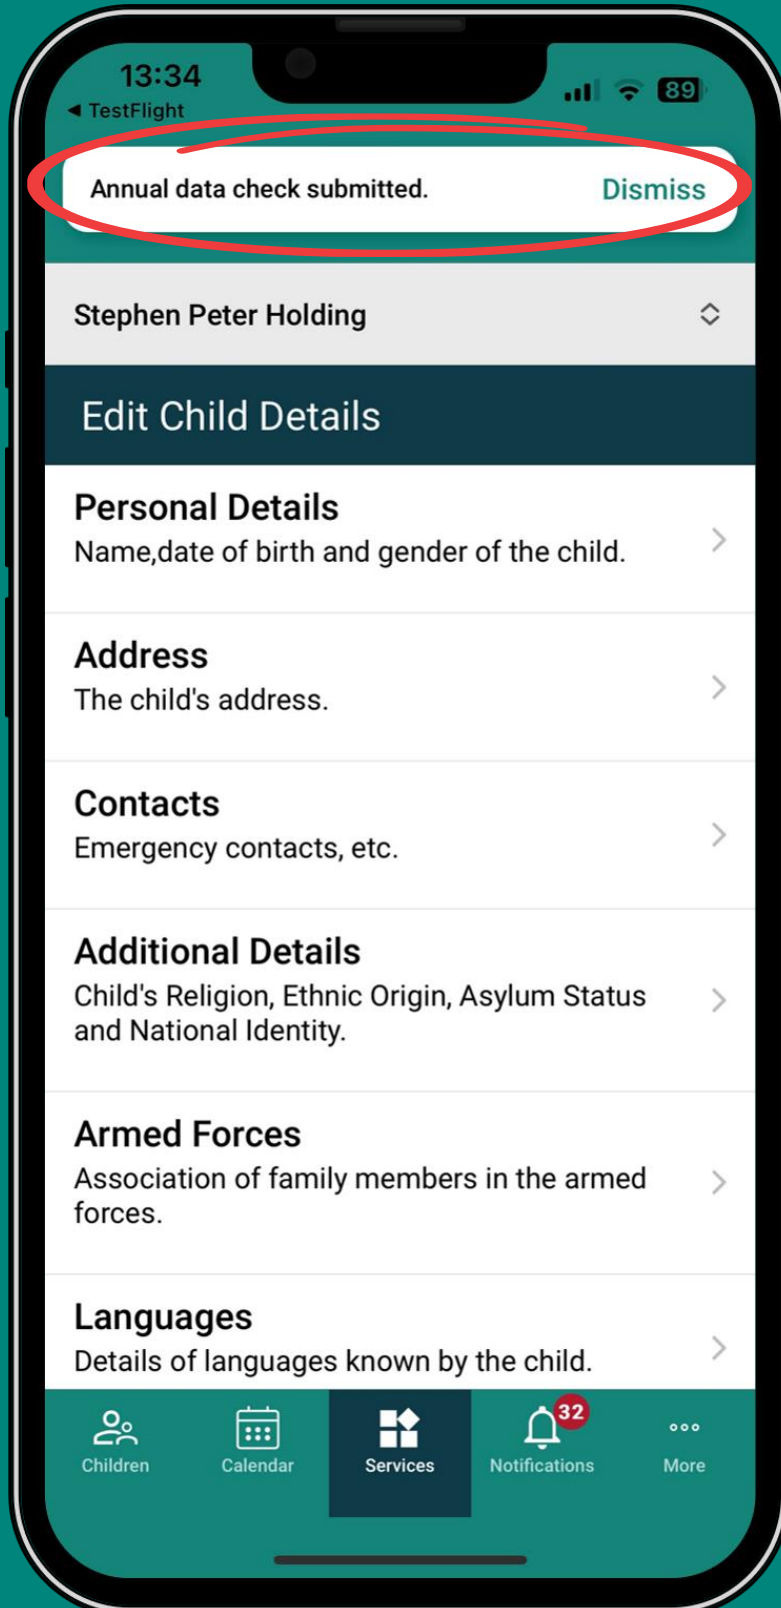 13:34
◀ TestFlight
89
Annual data check submitted.
Dismiss
Stephen Peter Holding
Edit Child Details
Personal Details
Name,date of birth and gender of the child.
Address
The child's address.
Contacts
Emergency contacts, etc.
Additional Details
Child's Religion, Ethnic Origin, Asylum Status
and National Identity.
Armed Forces
Association of family members in the armed
forces.
Languages
Details of languages known by the child.
32
Children
Calendar
Services
Notifications
More